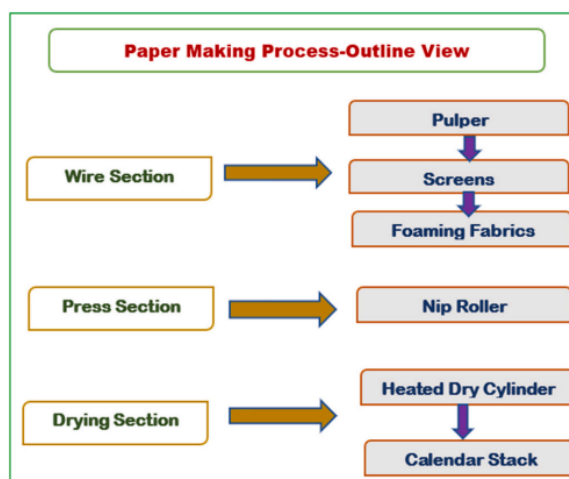 Paper Making Process-Outline View
Pulper
Wire Section
Screens
Foaming Fabrics
Press Section
Nip Roller
Heated Dry Cylinder
Drying Section
Calendar Stack